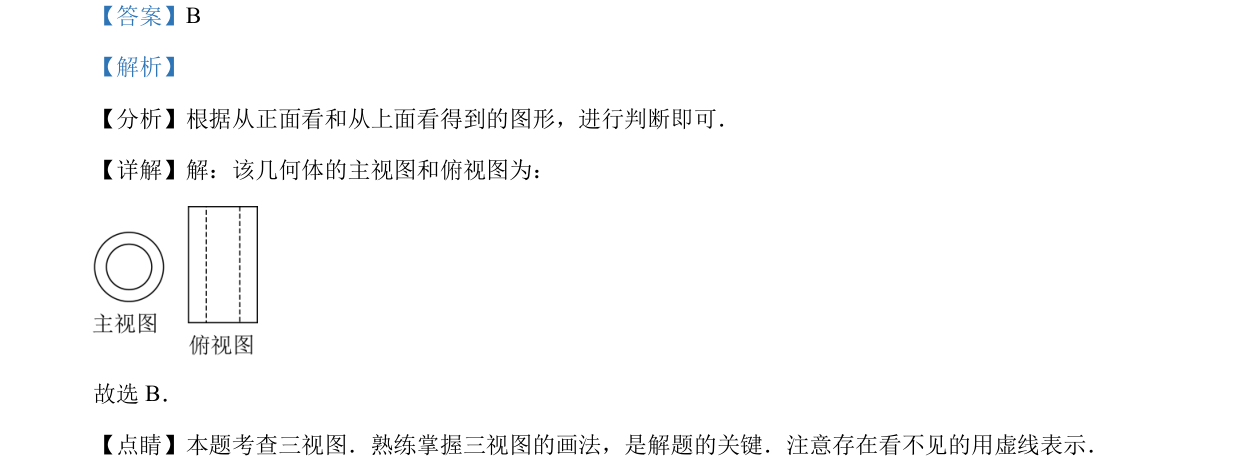 【答案】B
【解析】
【分析】根据从正面看和从上面看得到的图形，进行判断即可．
【详解】解：该几何体的主视图和俯视图为：
主视图
俯视图
故选 B．
【点睛】本题考查三视图．熟练掌握三视图的画法，是解题的关键．注意存在看不见的用虚线表示．